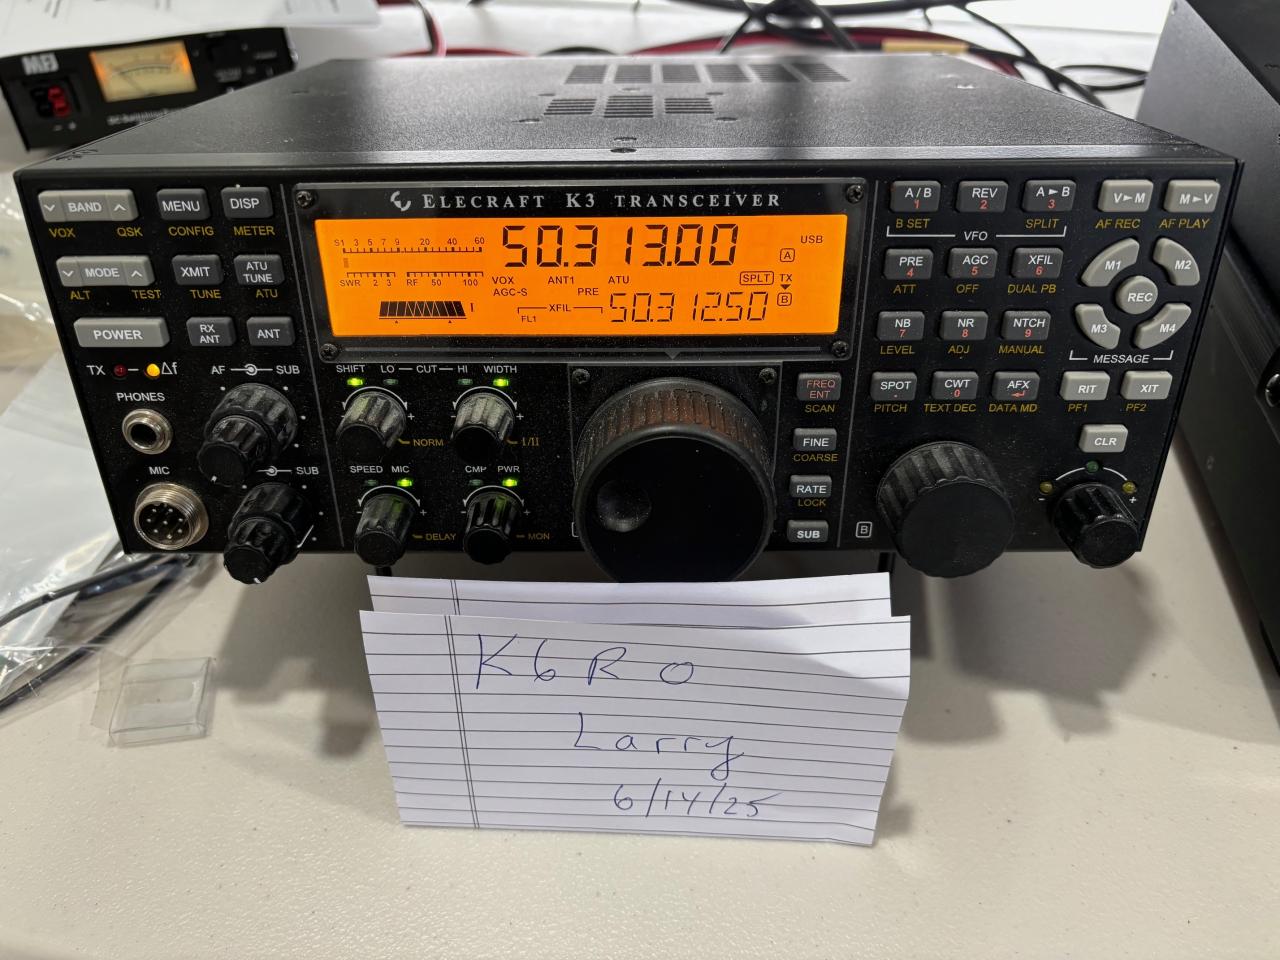 MFJ
ELECRAFT K3 TRANSCEIVER
BAND MENU DISP
VOX QSK CONFIG METER
MODE XMIT ATU TUNE
ALT TEST TUNE ATU
POWER RX ANT ANT
TX Δf
PHONES
MIC
AF SUB
SUB
S1 3 5 7 9 20 40 60
50.313.00
USB
A
SWR 2 3 RF 50 100
VOX ANT1 ATU SPLT TX
AGC-S PRE
50.312.50 B
XFIL
FL1
I
SHIFT LO CUT HI WIDTH
NORM I/II
SPEED MIC CMP PWR
DELAY MON
FREQ ENT
SCAN
FINE
COARSE
RATE
LOCK
SUB
B
A/B 1 REV 2 A►B 3
B SET VFO SPLIT
PRE 4 AGC 5 XFIL 6
ATT OFF DUAL PB
NB 7 NR 8 NTCH 9
LEVEL ADJ MANUAL
SPOT . CWT 0 AFX
PITCH TEXT DEC DATA MD
V►M M►V
AF REC AF PLAY
M1 M2
REC
M3 M4
MESSAGE
RIT XIT
PF1 PF2
CLR
- +
K6RO
Larry
6/14/25